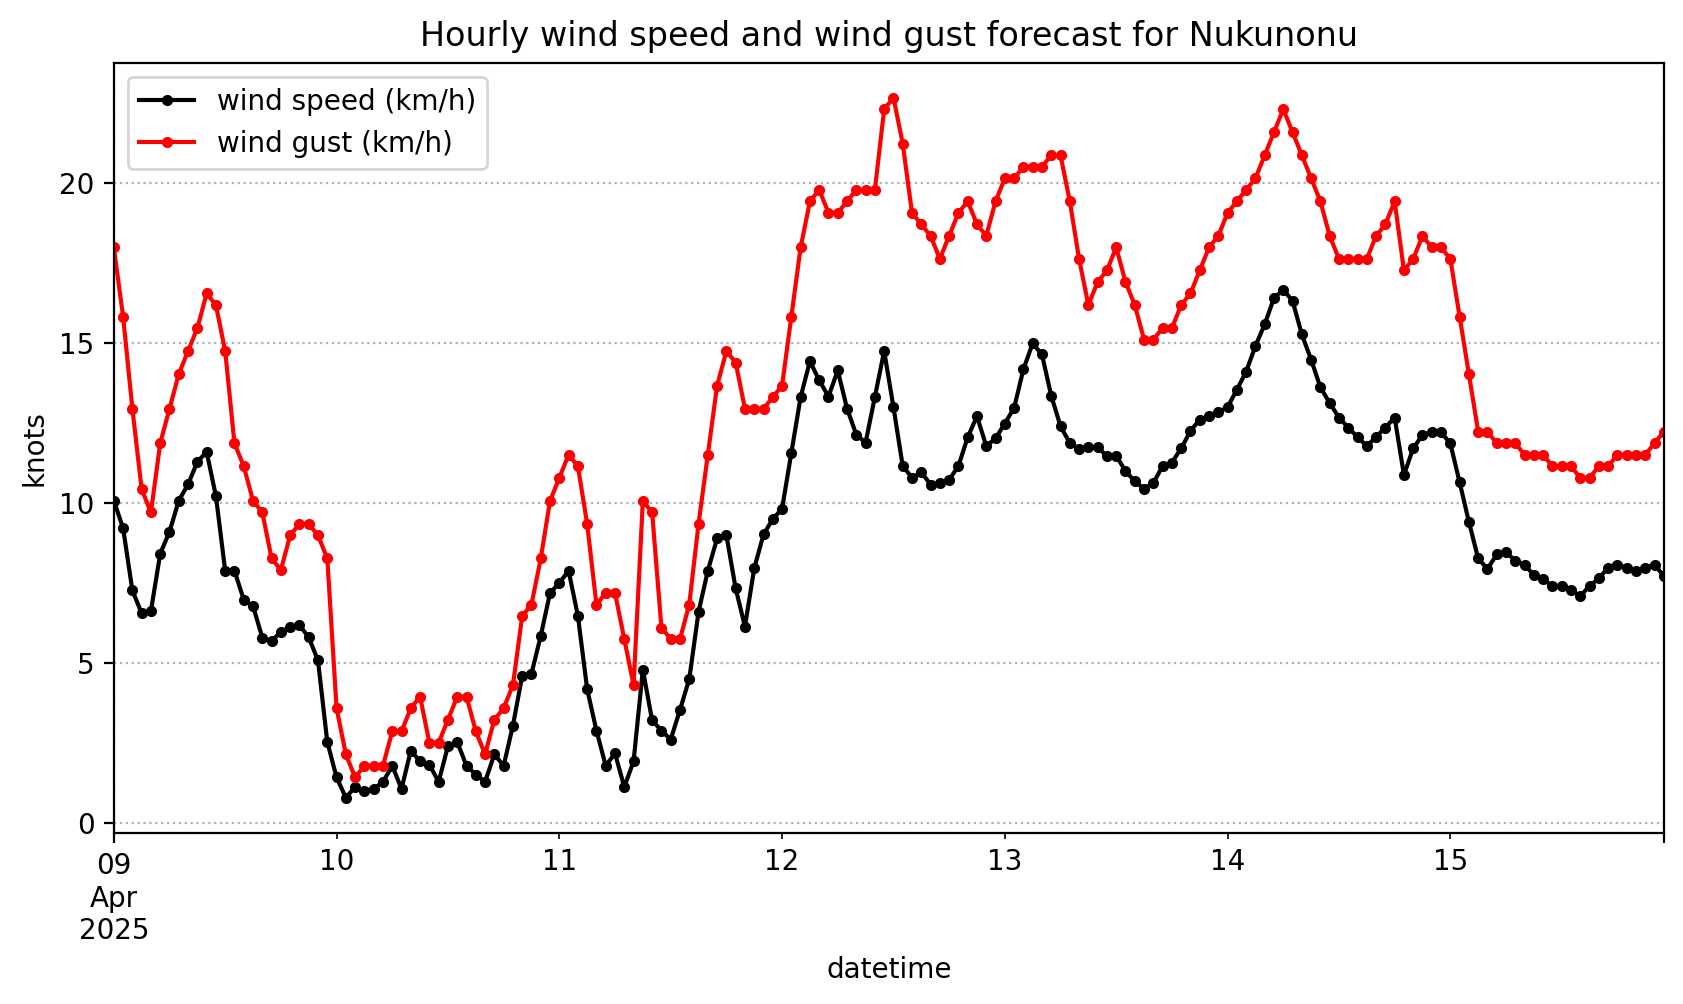 Hourly wind speed and wind gust forecast for Nukunonu
wind speed (km/h)
wind gust (km/h)
knots
20
15
10
5
0
09
Apr
2025
10
11
12
13
14
15
datetime